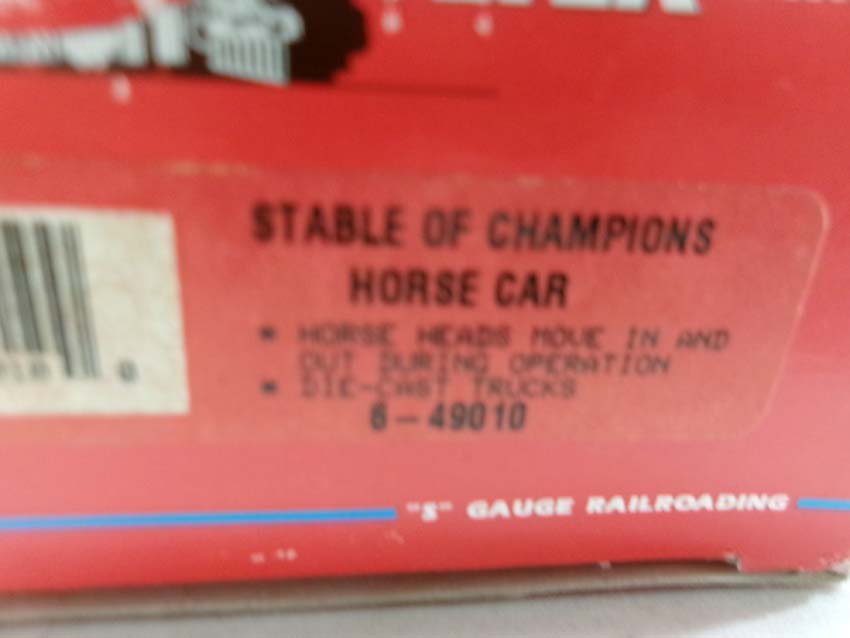 STABLE OF CHAMPIONS
HORSE CAR
• HORSE HEADS MOVE IN AND
OUT DURING OPERATION
• DIE-CAST TRUCKS
6-49010
0
"S" GAUGE RAILROADING